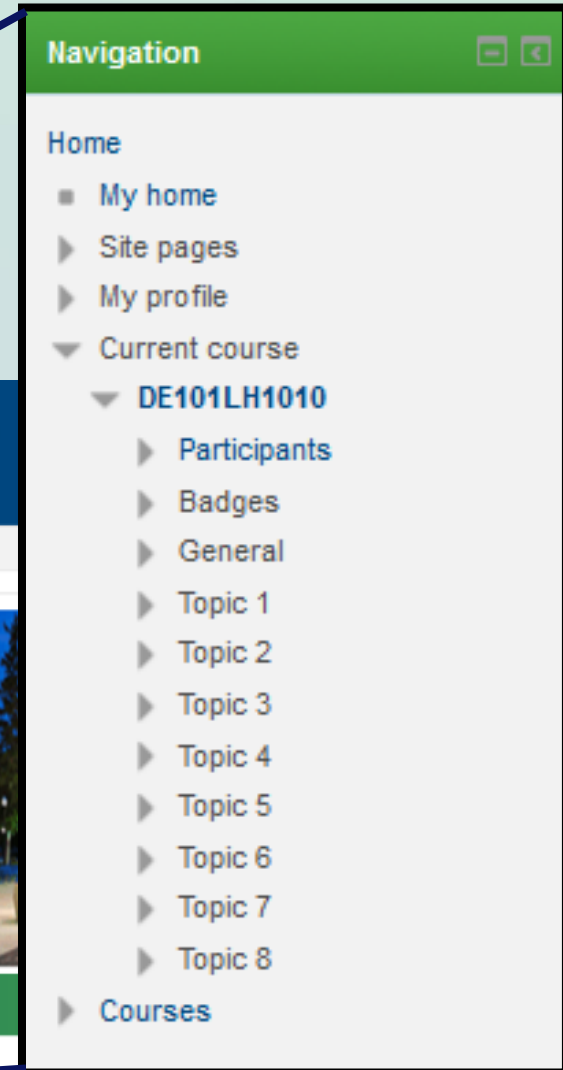 Navigation
Home
My home
Site pages
My profile
Current course
DE101LH1010
Participants
Badges
General
Topic 1
Topic 2
Topic 3
Topic 4
Topic 5
Topic 6
Topic 7
Topic 8
Courses